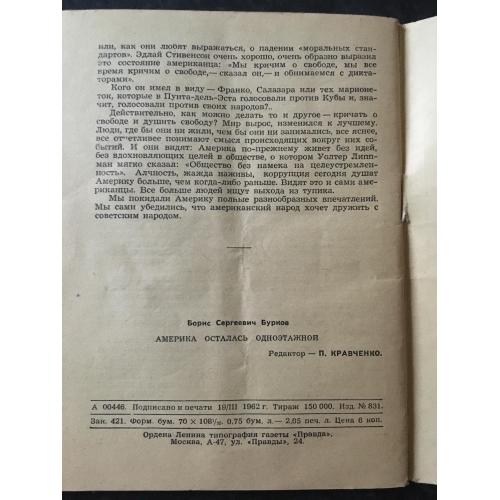 или, как они любят выражаться, о падении «моральных стан-
дартов». Эдлай Стивенсон очень хорошо, очень образно выразил
это состояние американца: «Мы кричим о свободе, мы все
время кричим о свободе,— сказал он,— и обнимаемся с дикта-
торами».
Кого он имел в виду — Франко, Салазара или тех марионе-
ток, которые в Пунта-дель-Эста голосовали против Кубы и, зна-
чит, голосовали против своих народов?..
Действительно, как можно делать то и другое — кричать о
свободе и душить свободу? Мир вырос, изменился к лучшему.
Люди, где бы они ни жили, чем бы они ни занимались, все яснее,
все отчетливее понимают смысл происходящих вокруг них со-
бытий. И они видят: Америка по-прежнему живет без идей,
без вдохновляющих целей в обществе, о котором Уолтер Липп-
ман мягко сказал: «Общество без намека на целеустремлен-
ность». Алчность, жажда наживы, коррупция сегодня душат
Америку больше, чем когда-либо раньше. Видят это и сами аме-
риканцы. Все больше людей ищут выхода из тупика.
Мы покидали Америку полные разнообразных впечатлений.
Мы сами убедились, что американский народ хочет дружить с
советским народом.
Борис Сергеевич Бурков
АМЕРИКА ОСТАЛАСЬ ОДНОЭТАЖНОЙ
Редактор — П. КРАВЧЕНКО.
А 00446. Подписано к печати 19/III 1962 г. Тираж 150 000. Изд. № 831.
Зак. 421. Форм. бум. 70 × 108¹/₃₂. 0,75 бум. л.— 2,05 печ. л. Цена 6 коп.
Ордена Ленина типография газеты «Правда».
Москва, А-47, ул. «Правды», 24.